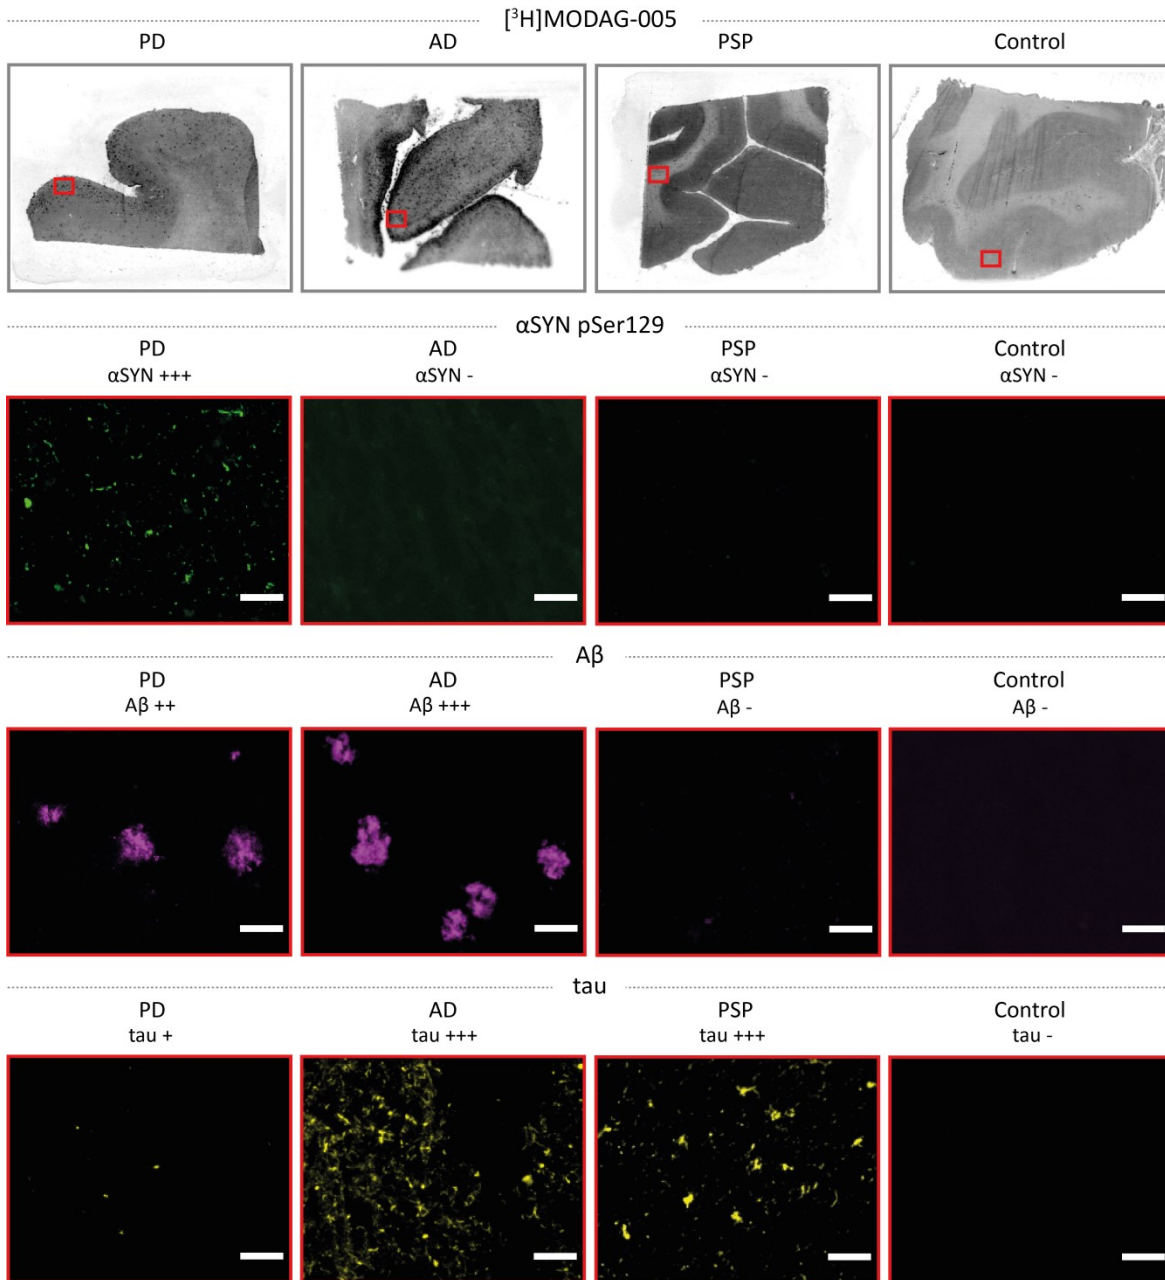 [³H]MODAG-005
PD AD PSP Control
αSYN pSer129
PD AD PSP Control
αSYN +++ αSYN - αSYN - αSYN -
Aβ
PD AD PSP Control
Aβ ++ Aβ +++ Aβ - Aβ -
tau
PD AD PSP Control
tau + tau +++ tau +++ tau -